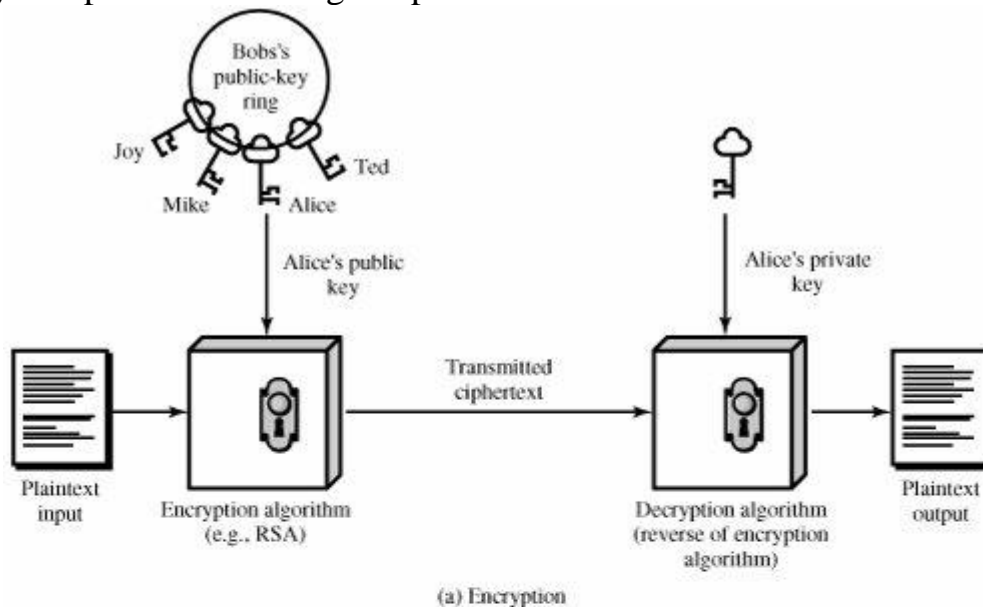 Bobs's
public-key
ring
Joy
Ted
Mike
Alice
Alice's public
key
Alice's private
key
Transmitted
ciphertext
Plaintext
input
Encryption algorithm
(e.g., RSA)
Decryption algorithm
(reverse of encryption
algorithm)
Plaintext
output
(a) Encryption